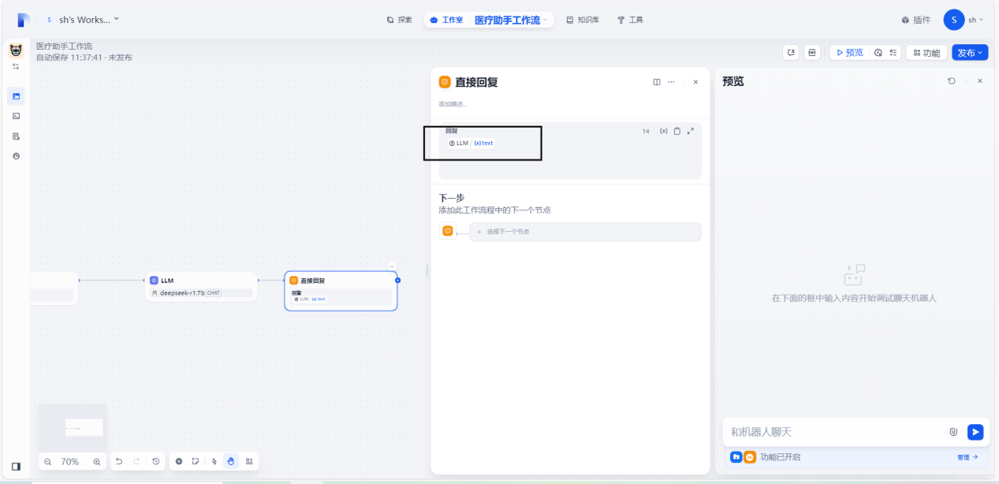 S sh's Works...
探索
工作室
医疗助手工作流
知识库
工具
插件
S sh
医疗助手工作流
自动保存 11:37:41 · 未发布
预览
功能
发布
直接回复
添加描述...
回复
14
{x}
LLM / {x} text
下一步
添加此工作流程中的下一个节点
+ 选择下一个节点
LLM
deepseek-r1:7b CHAT
直接回复
回复
LLM / {x} text
70%
预览
在下面的框中输入内容开始调试聊天机器人
和机器人聊天
功能已开启
管理 →